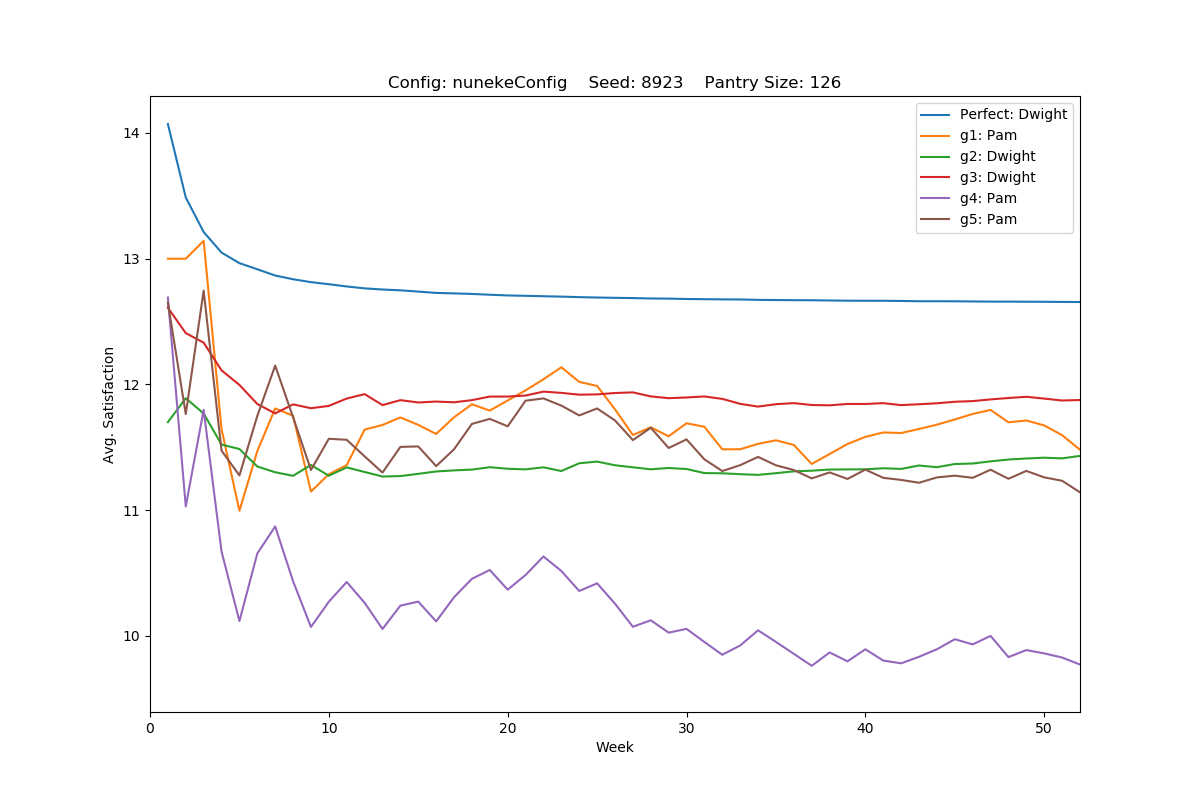 Config: nunekeConfig    Seed: 8923    Pantry Size: 126
Perfect: Dwight
g1: Pam
g2: Dwight
g3: Dwight
g4: Pam
g5: Pam
14
13
12
11
10
Avg. Satisfaction
0 10 20 30 40 50
Week